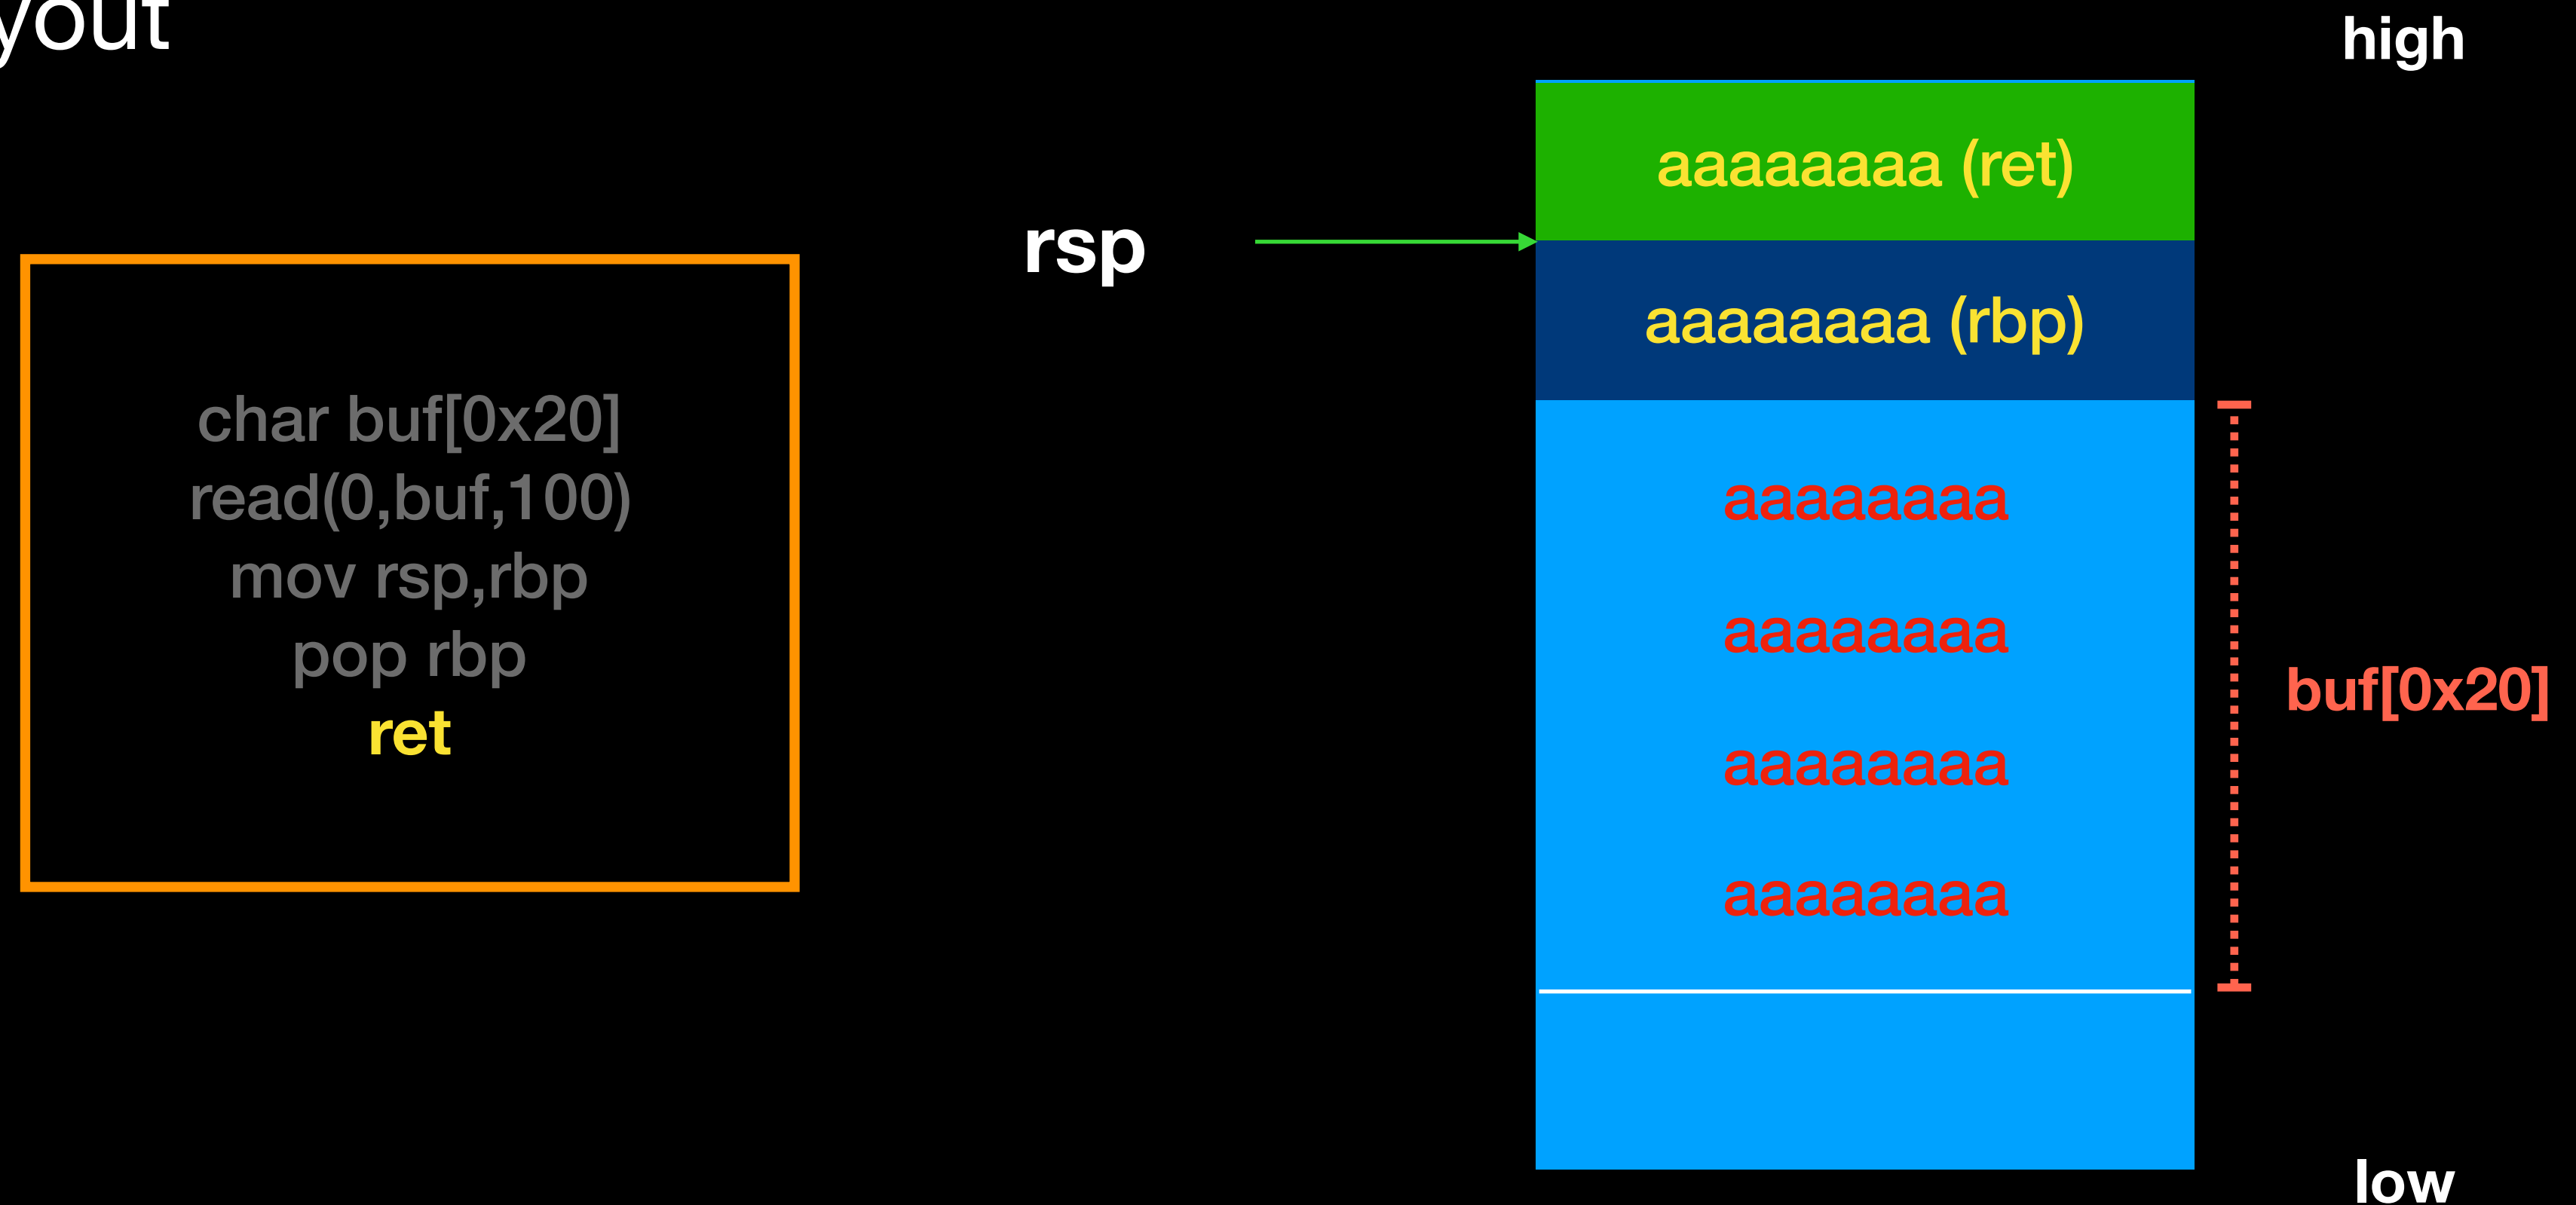 yout
high
aaaaaaaa (ret)
rsp
aaaaaaaa (rbp)
char buf[0x20]
read(0,buf,100)
mov rsp,rbp
pop rbp
ret
aaaaaaaa
aaaaaaaa
aaaaaaaa
aaaaaaaa
buf[0x20]
low